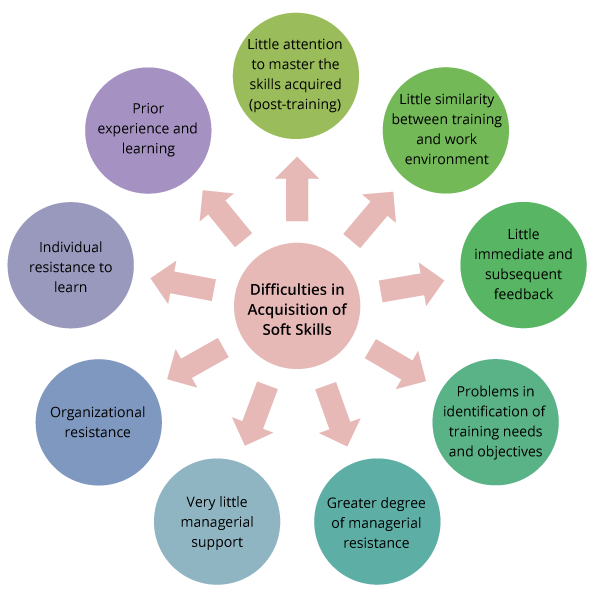 Little attention
to master the
skills acquired
(post-training)
Little similarity
between training
and work
environment
Little
immediate and
subsequent
feedback
Problems in
identification of
training needs
and objectives
Greater degree
of managerial
resistance
Very little
managerial
support
Organizational
resistance
Individual
resistance to
learn
Prior
experience and
learning
Difficulties in
Acquisition of
Soft Skills